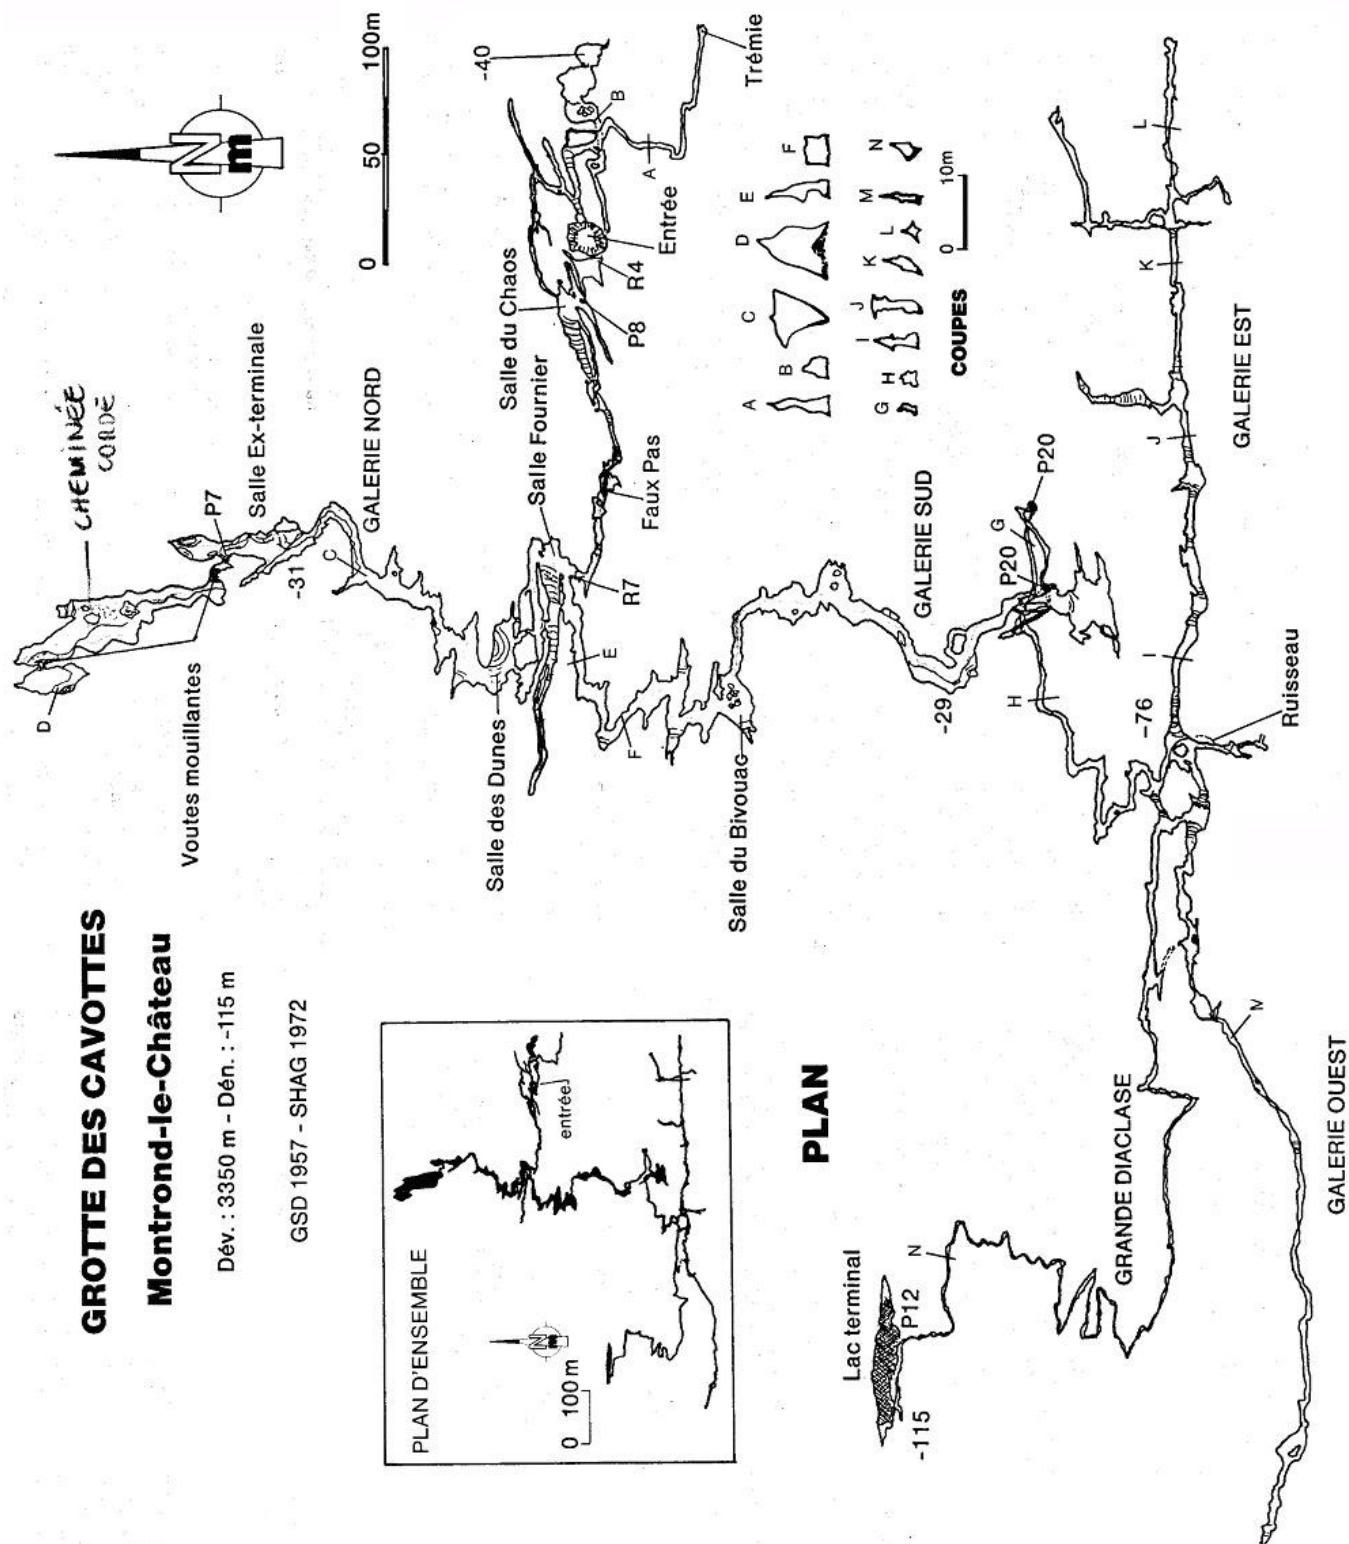 GROTTE DES CAVOTTES
Montrond-le-Château
Dév. : 3350 m - Dén. : -115 m
GSD 1957 - SHAG 1972
CHEMINÉE
CORDÉ
D
Voutes mouillantes
P7
Salle Ex-terminale
-31
C
GALERIE NORD
N
m
0
50
100m
Salle des Dunes
Salle Fournier
Salle du Chaos
-40
B
A
Trémie
Entrée
R4
P8
Faux Pas
R7
E
F
Salle du Bivouac
GALERIE SUD
-29
P20
G
P20
H
-76
I
Ruisseau
J
GALERIE EST
K
L
A
B
C
D
E
F
G
H
I
J
K
L
M
N
COUPES
0
10m
PLAN D'ENSEMBLE
0
100 m
N
m
entrée
PLAN
Lac terminal
P12
-115
N
GRANDE DIACLASE
M
GALERIE OUEST